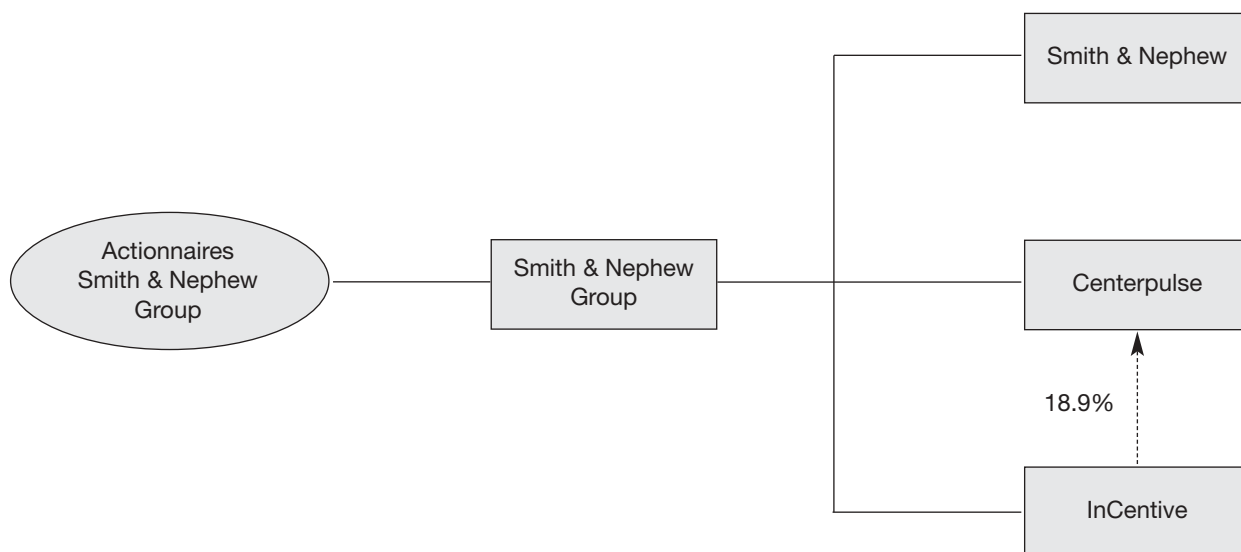 Smith & Nephew
Actionnaires
Smith & Nephew
Group
Smith & Nephew
Group
Centerpulse
18.9%
InCentive